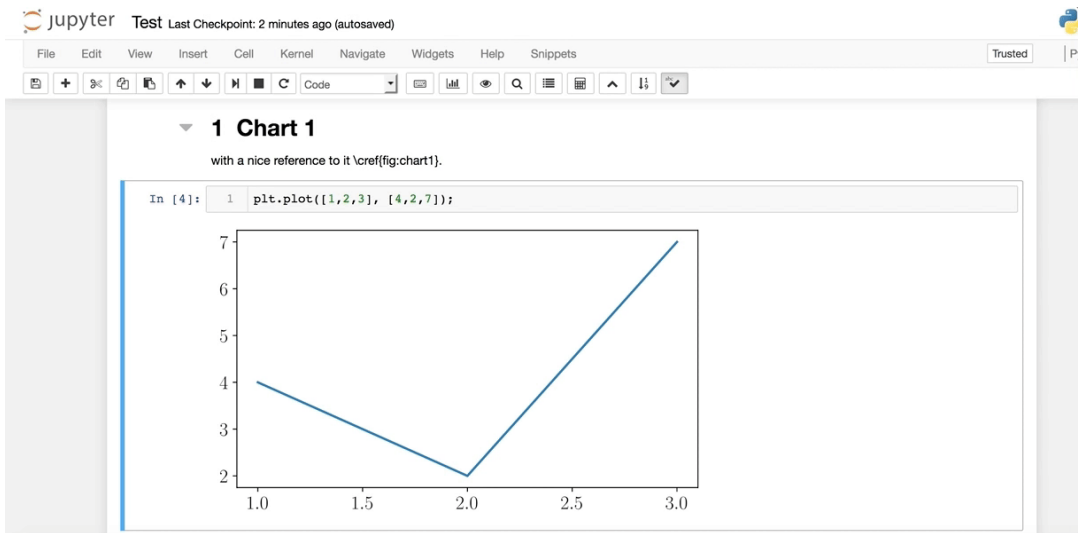 jupyter Test Last Checkpoint: 2 minutes ago (autosaved)
File Edit View Insert Cell Kernel Navigate Widgets Help Snippets Trusted P
Code
1 Chart 1
with a nice reference to it \cref{fig:chart1}.
In [4]: 1 plt.plot([1,2,3], [4,2,7]);
7
6
5
4
3
2
1.0 1.5 2.0 2.5 3.0